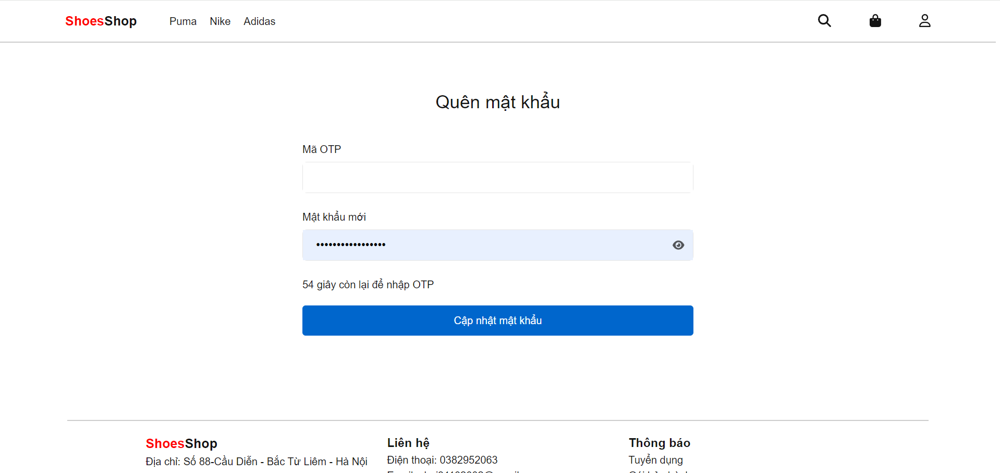 ShoesShop Puma Nike Adidas
Quên mật khẩu
Mã OTP
Mật khẩu mới
•••••••••••••••••
54 giây còn lại để nhập OTP
Cập nhật mật khẩu
ShoesShop
Địa chỉ: Số 88-Cầu Diễn - Bắc Từ Liêm - Hà Nội
Liên hệ
Điện thoại: 0382952063
Thông báo
Tuyển dụng